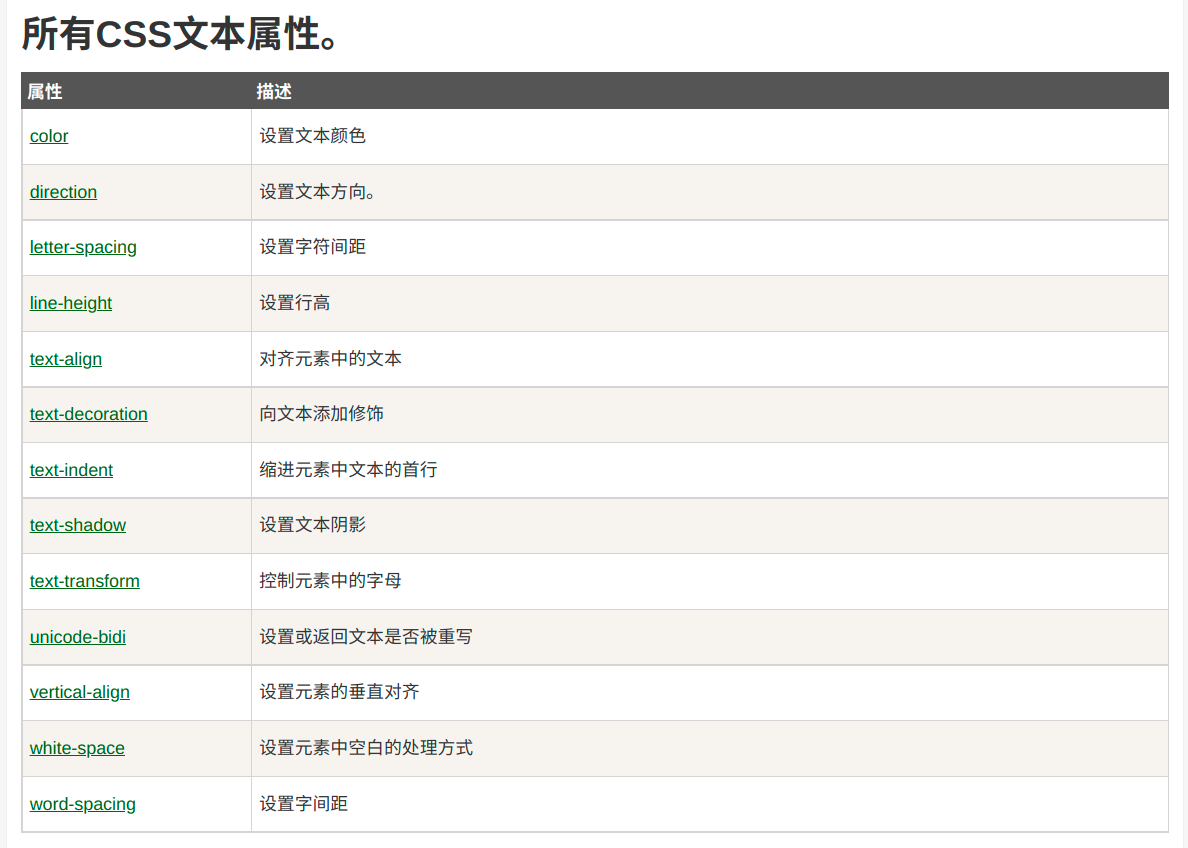 所有CSS文本属性。
属性 描述
color 设置文本颜色
direction 设置文本方向。
letter-spacing 设置字符间距
line-height 设置行高
text-align 对齐元素中的文本
text-decoration 向文本添加修饰
text-indent 缩进元素中文本的首行
text-shadow 设置文本阴影
text-transform 控制元素中的字母
unicode-bidi 设置或返回文本是否被重写
vertical-align 设置元素的垂直对齐
white-space 设置元素中空白的处理方式
word-spacing 设置字间距